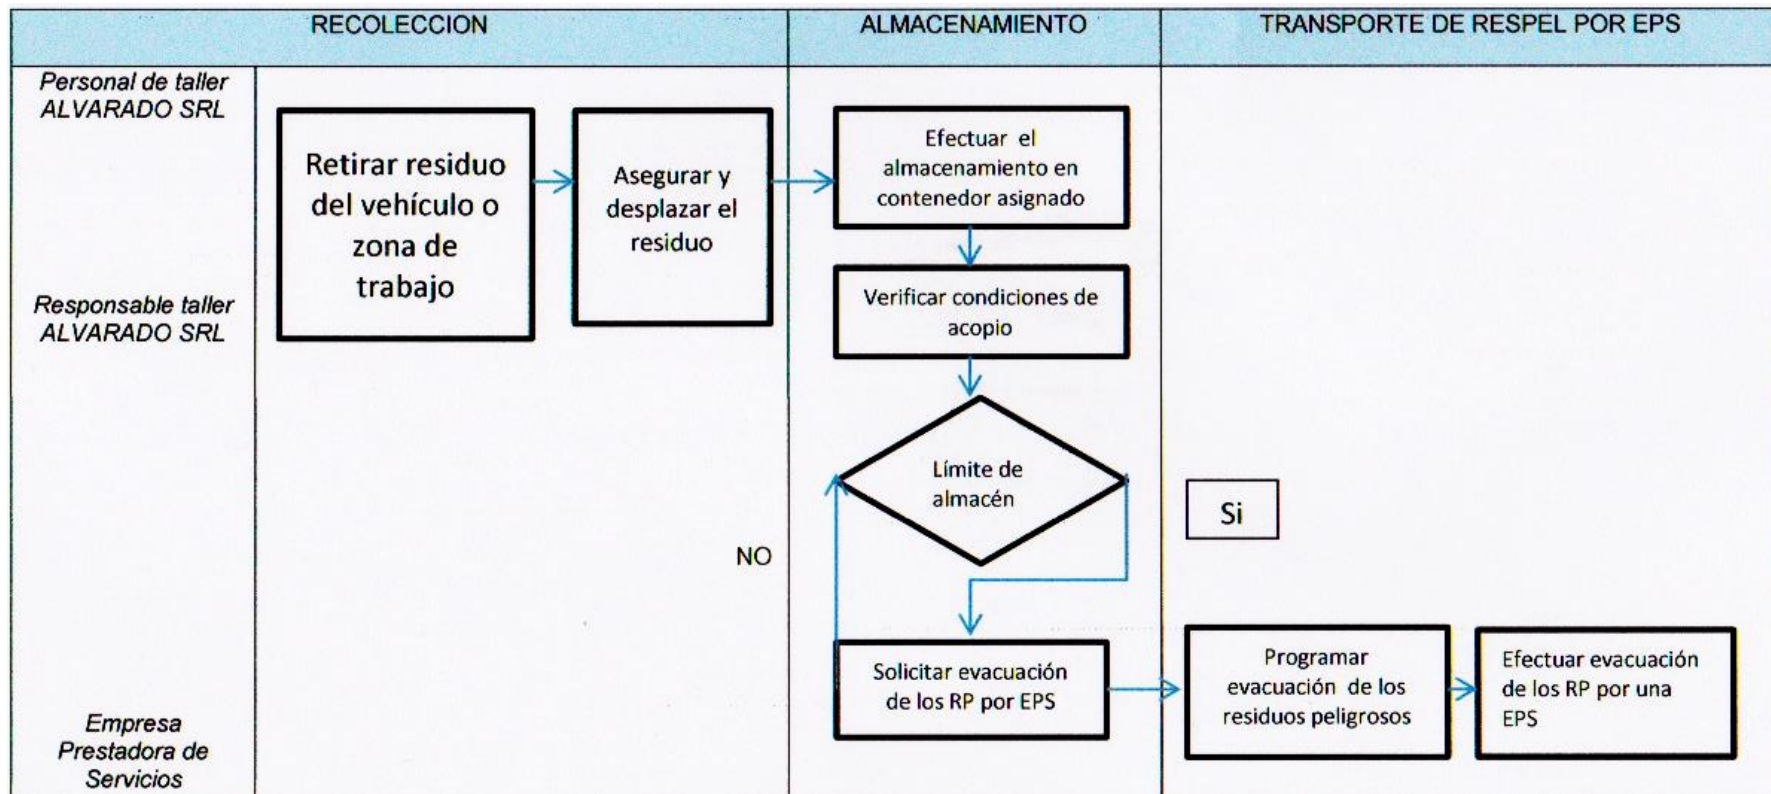 RECOLECCION
ALMACENAMIENTO
TRANSPORTE DE RESPEL POR EPS
Personal de taller
ALVARADO SRL
Retirar residuo
del vehículo o
zona de
trabajo
Asegurar y
desplazar el
residuo
Efectuar el
almacenamiento en
contenedor asignado
Responsable taller
ALVARADO SRL
Verificar condiciones de
acopio
Límite de
almacén
Si
NO
Solicitar evacuación
de los RP por EPS
Programar
evacuación de los
residuos peligrosos
Efectuar evacuación
de los RP por una
EPS
Empresa
Prestadora de
Servicios